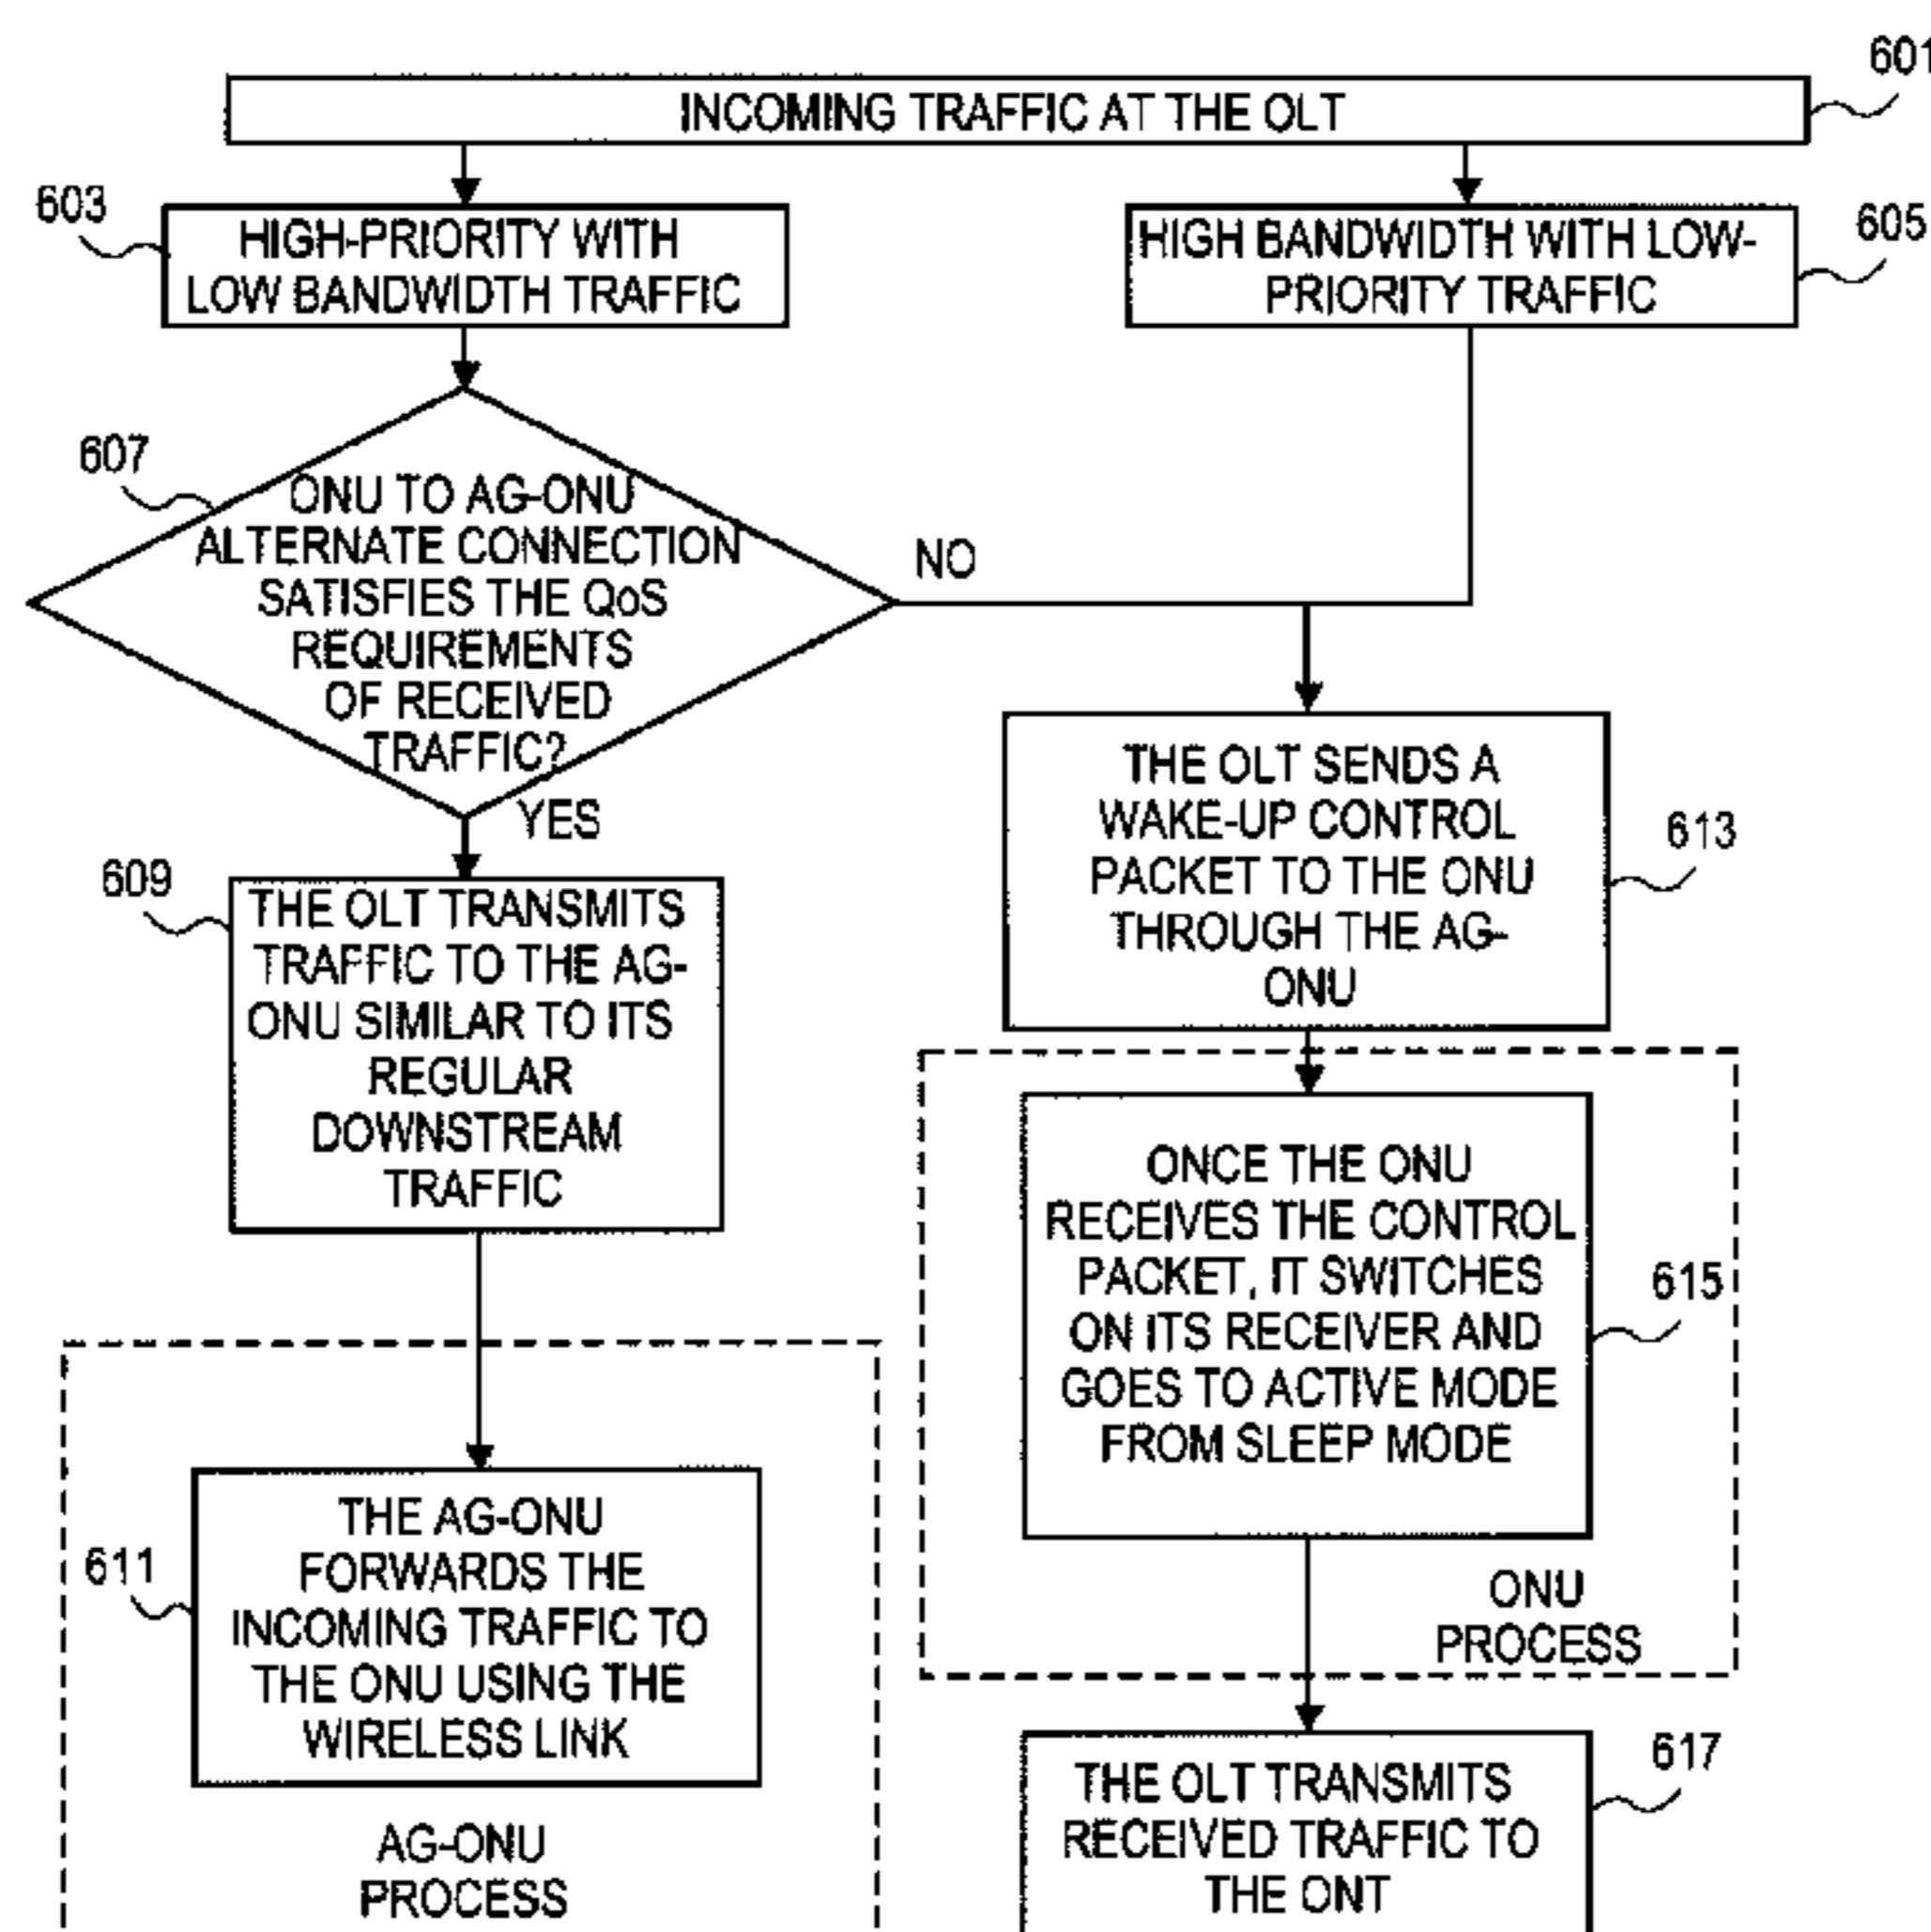 601
INCOMING TRAFFIC AT THE OLT
603
HIGH-PRIORITY WITH
LOW BANDWIDTH TRAFFIC
HIGH BANDWIDTH WITH LOW-
PRIORITY TRAFFIC
605
607
ONU TO AG-ONU
ALTERNATE CONNECTION
SATISFIES THE QoS
REQUIREMENTS
OF RECEIVED
TRAFFIC?
NO
YES
609
THE OLT TRANSMITS
TRAFFIC TO THE AG-
ONU SIMILAR TO ITS
REGULAR
DOWNSTREAM
TRAFFIC
611
THE AG-ONU
FORWARDS THE
INCOMING TRAFFIC TO
THE ONU USING THE
WIRELESS LINK
AG-ONU
PROCESS
THE OLT SENDS A
WAKE-UP CONTROL
PACKET TO THE ONU
THROUGH THE AG-
ONU
613
ONCE THE ONU
RECEIVES THE CONTROL
PACKET, IT SWITCHES
ON ITS RECEIVER AND
GOES TO ACTIVE MODE
FROM SLEEP MODE
615
ONU
PROCESS
THE OLT TRANSMITS
RECEIVED TRAFFIC TO
THE ONT
617